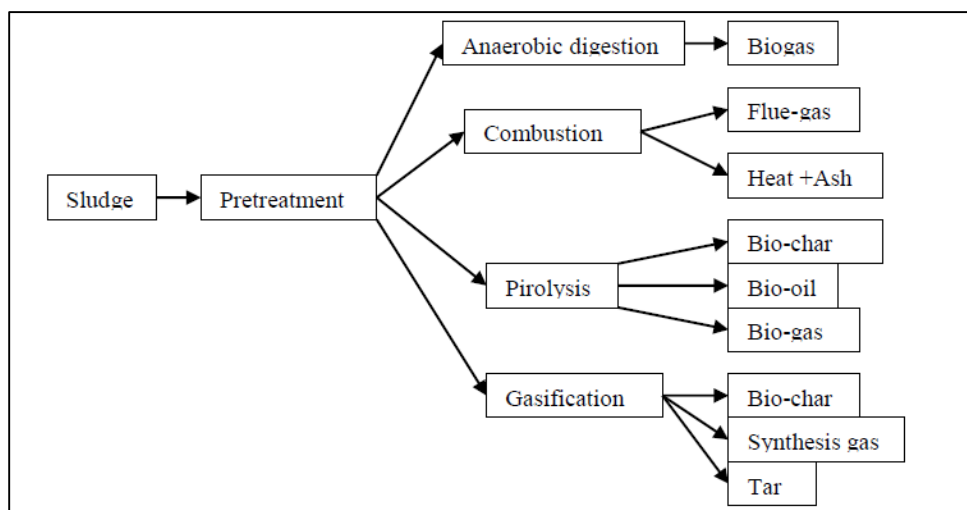 Anaerobic digestion
Biogas
Combustion
Flue-gas
Heat +Ash
Sludge
Pretreatment
Pirolysis
Bio-char
Bio-oil
Bio-gas
Gasification
Bio-char
Synthesis gas
Tar